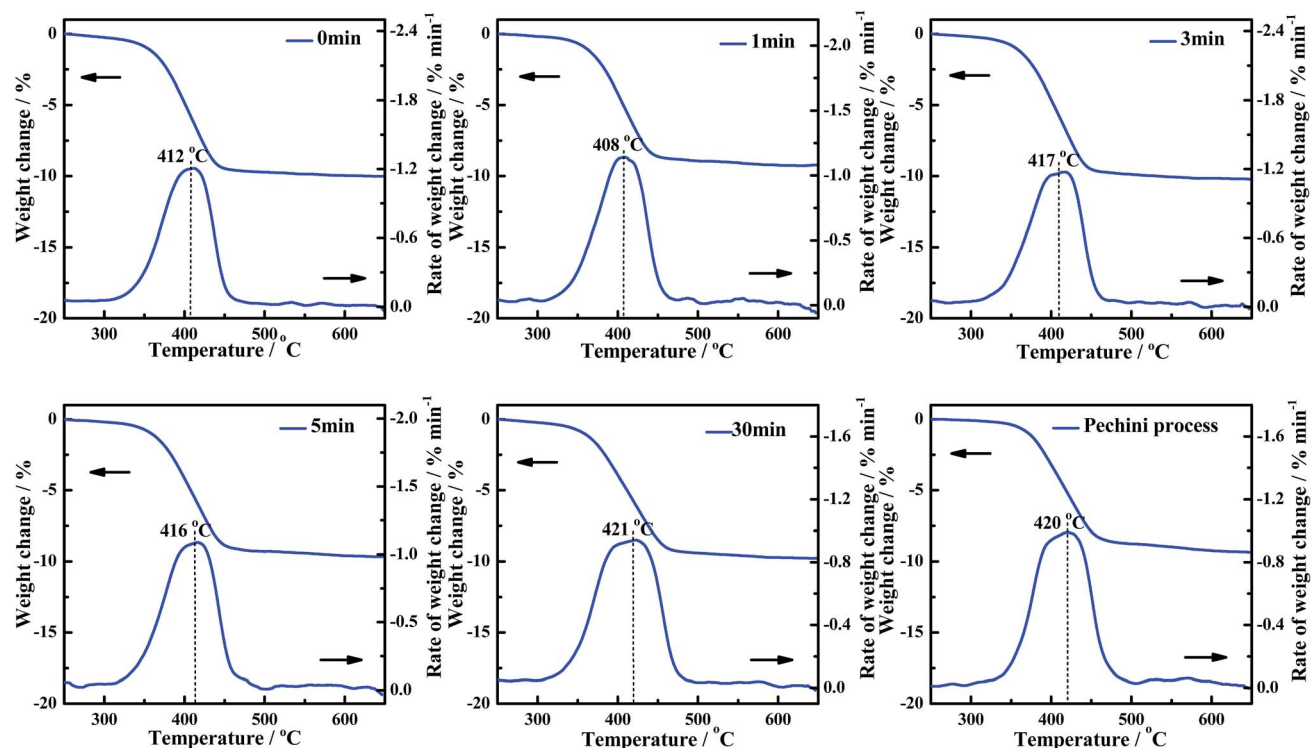 0min
412 °C
Weight change / %
0
-5
-10
-15
-20
300
400
500
600
Temperature / °C
-2.4
-1.8
-1.2
-0.6
0.0
Rate of weight change / % min⁻¹
1min
408 °C
Weight change / %
0
-5
-10
-15
-20
300
400
500
600
Temperature / °C
-2.0
-1.5
-1.0
-0.5
0.0
Rate of weight change / % min⁻¹
3min
417 °C
Weight change / %
0
-5
-10
-15
-20
300
400
500
600
Temperature / °C
-2.4
-1.8
-1.2
-0.6
0.0
Rate of weight change / % min⁻¹
5min
416 °C
Weight change / %
0
-5
-10
-15
-20
300
400
500
600
Temperature / °C
-2.0
-1.5
-1.0
-0.5
0.0
Rate of weight change / % min⁻¹
30min
421 °C
Weight change / %
0
-5
-10
-15
-20
300
400
500
600
Temperature / °C
-1.6
-1.2
-0.8
-0.4
0.0
Rate of weight change / % min⁻¹
Pechini process
420 °C
Weight change / %
0
-5
-10
-15
-20
300
400
500
600
Temperature / °C
-1.6
-1.2
-0.8
-0.4
0.0
Rate of weight change / % min⁻¹